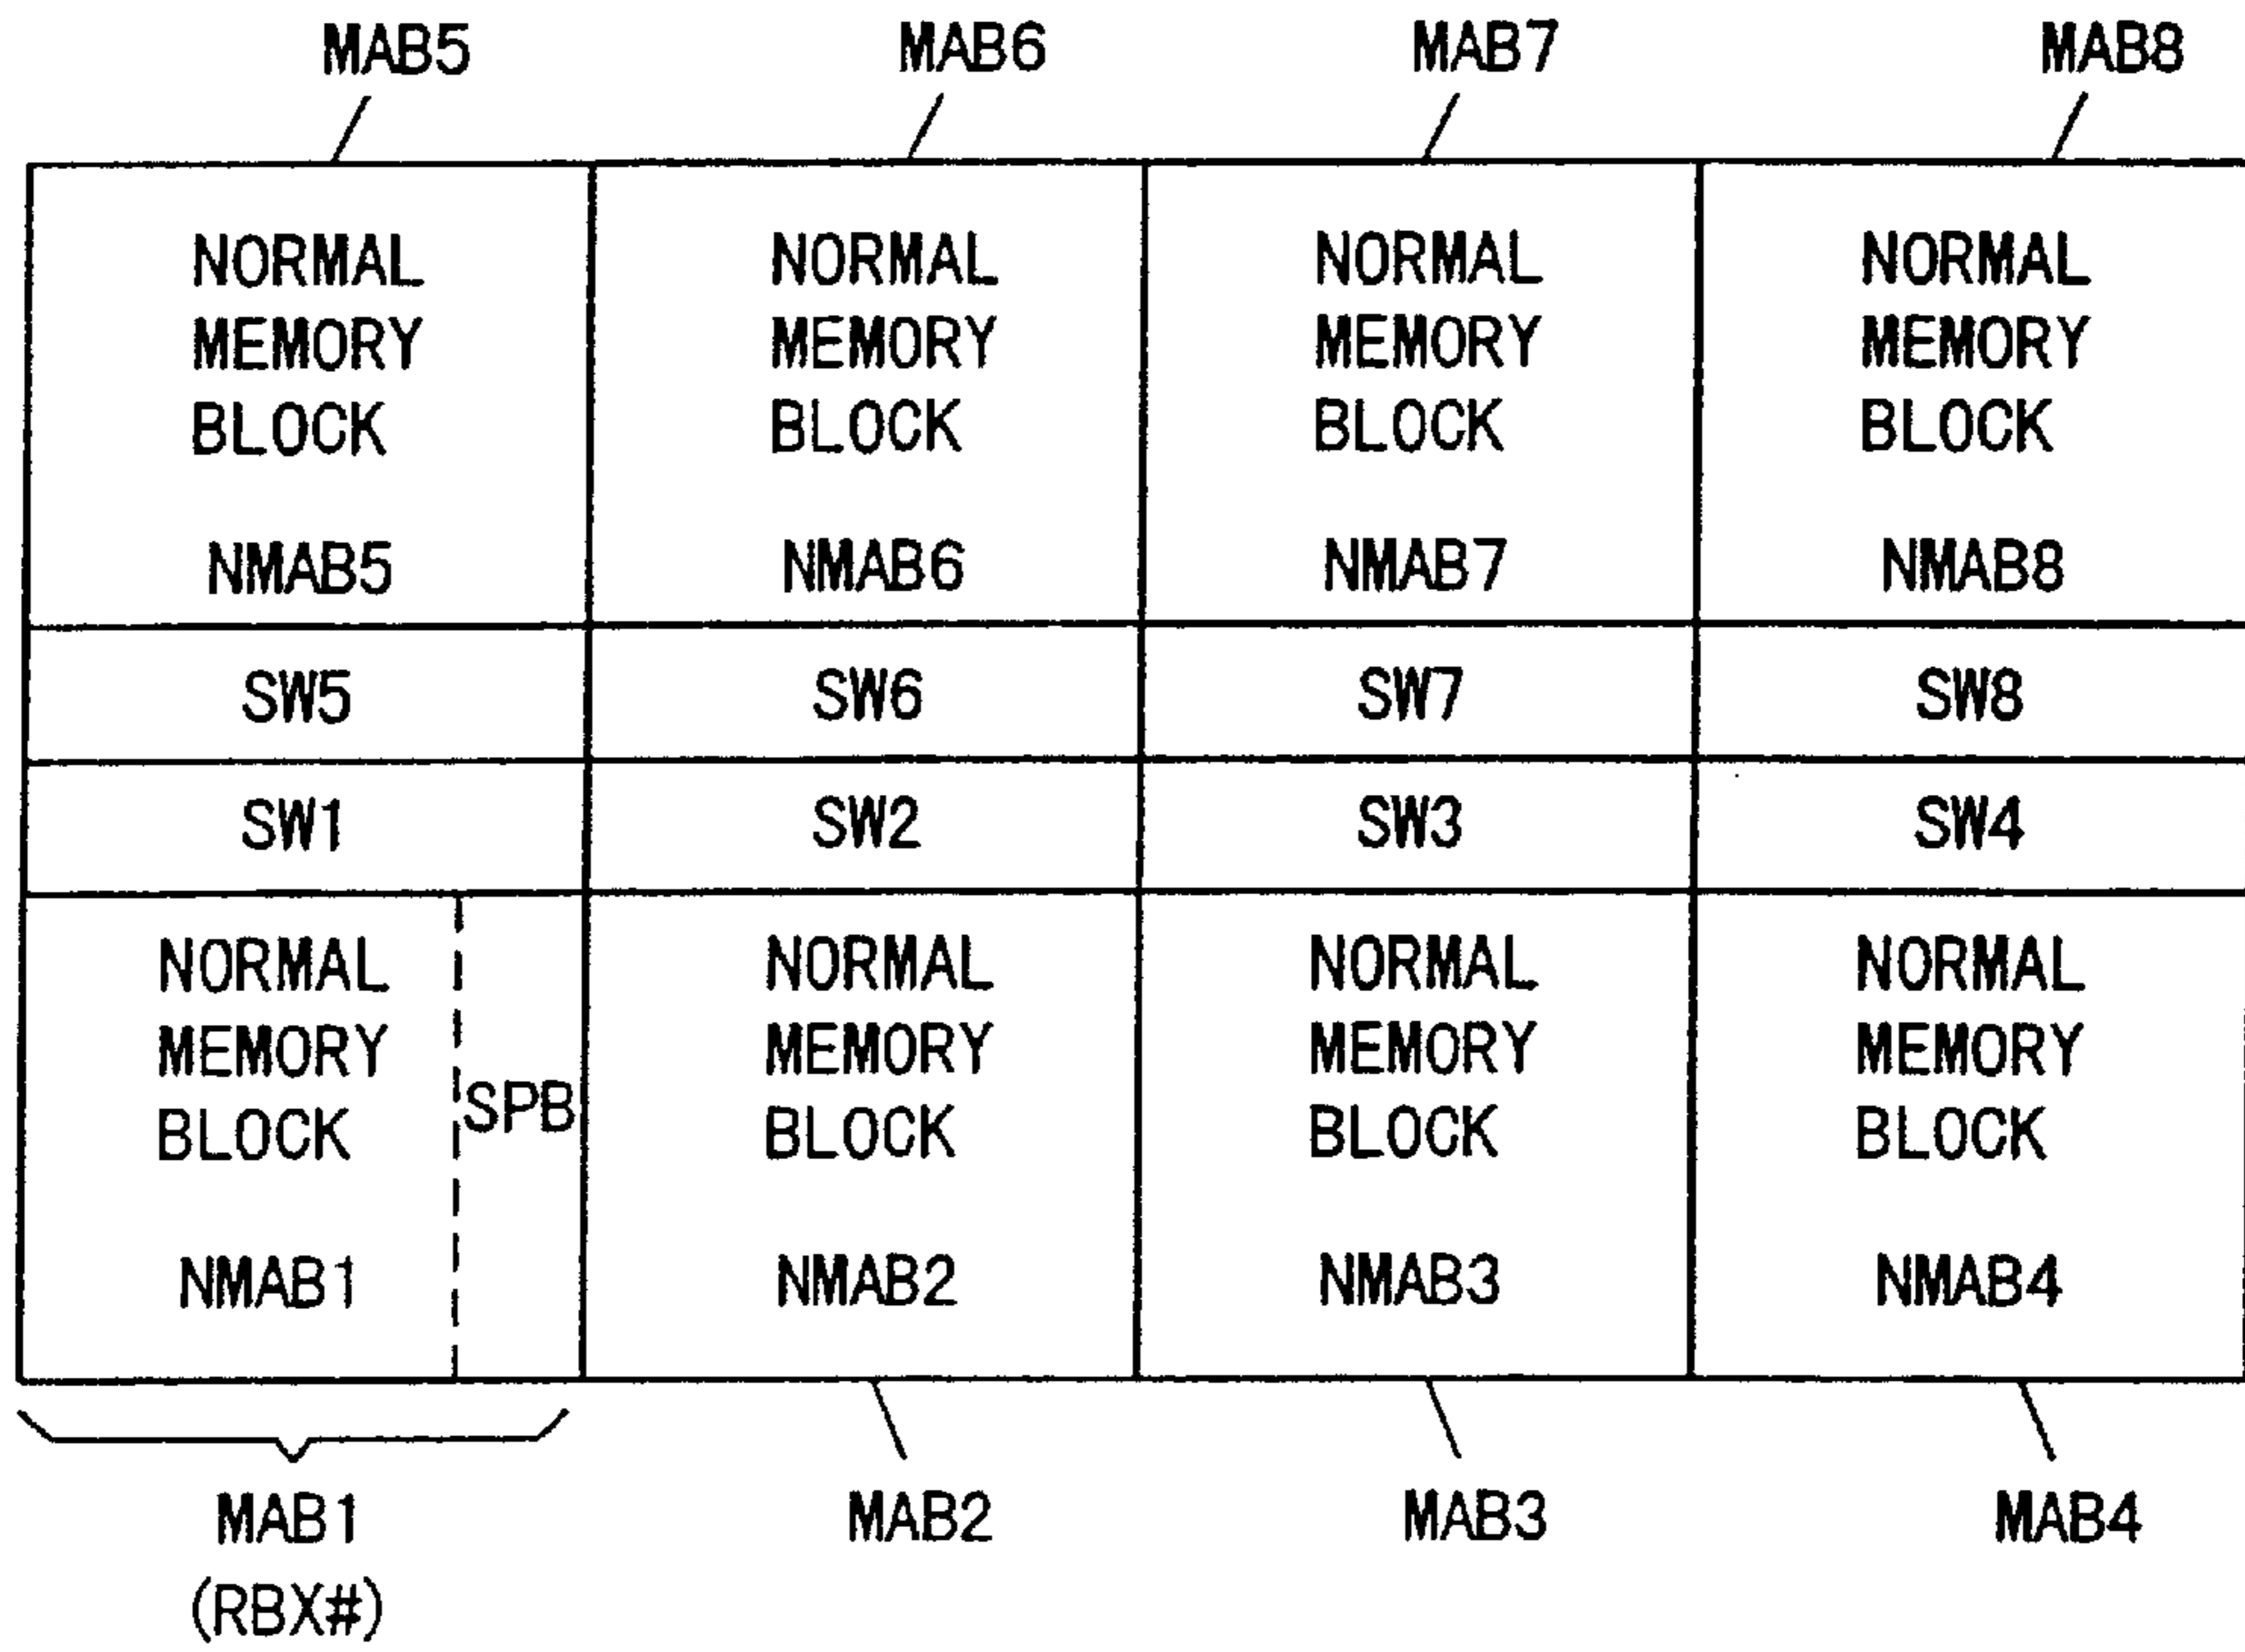 MAB5 MAB6 MAB7 MAB8
NORMAL NORMAL NORMAL NORMAL
MEMORY MEMORY MEMORY MEMORY
BLOCK BLOCK BLOCK BLOCK
NMAB5 NMAB6 NMAB7 NMAB8
SW5 SW6 SW7 SW8
SW1 SW2 SW3 SW4
NORMAL NORMAL NORMAL NORMAL
MEMORY MEMORY MEMORY MEMORY
SPB
BLOCK BLOCK BLOCK BLOCK
NMAB1 NMAB2 NMAB3 NMAB4
MAB1 MAB2 MAB3 MAB4
(RBX#)